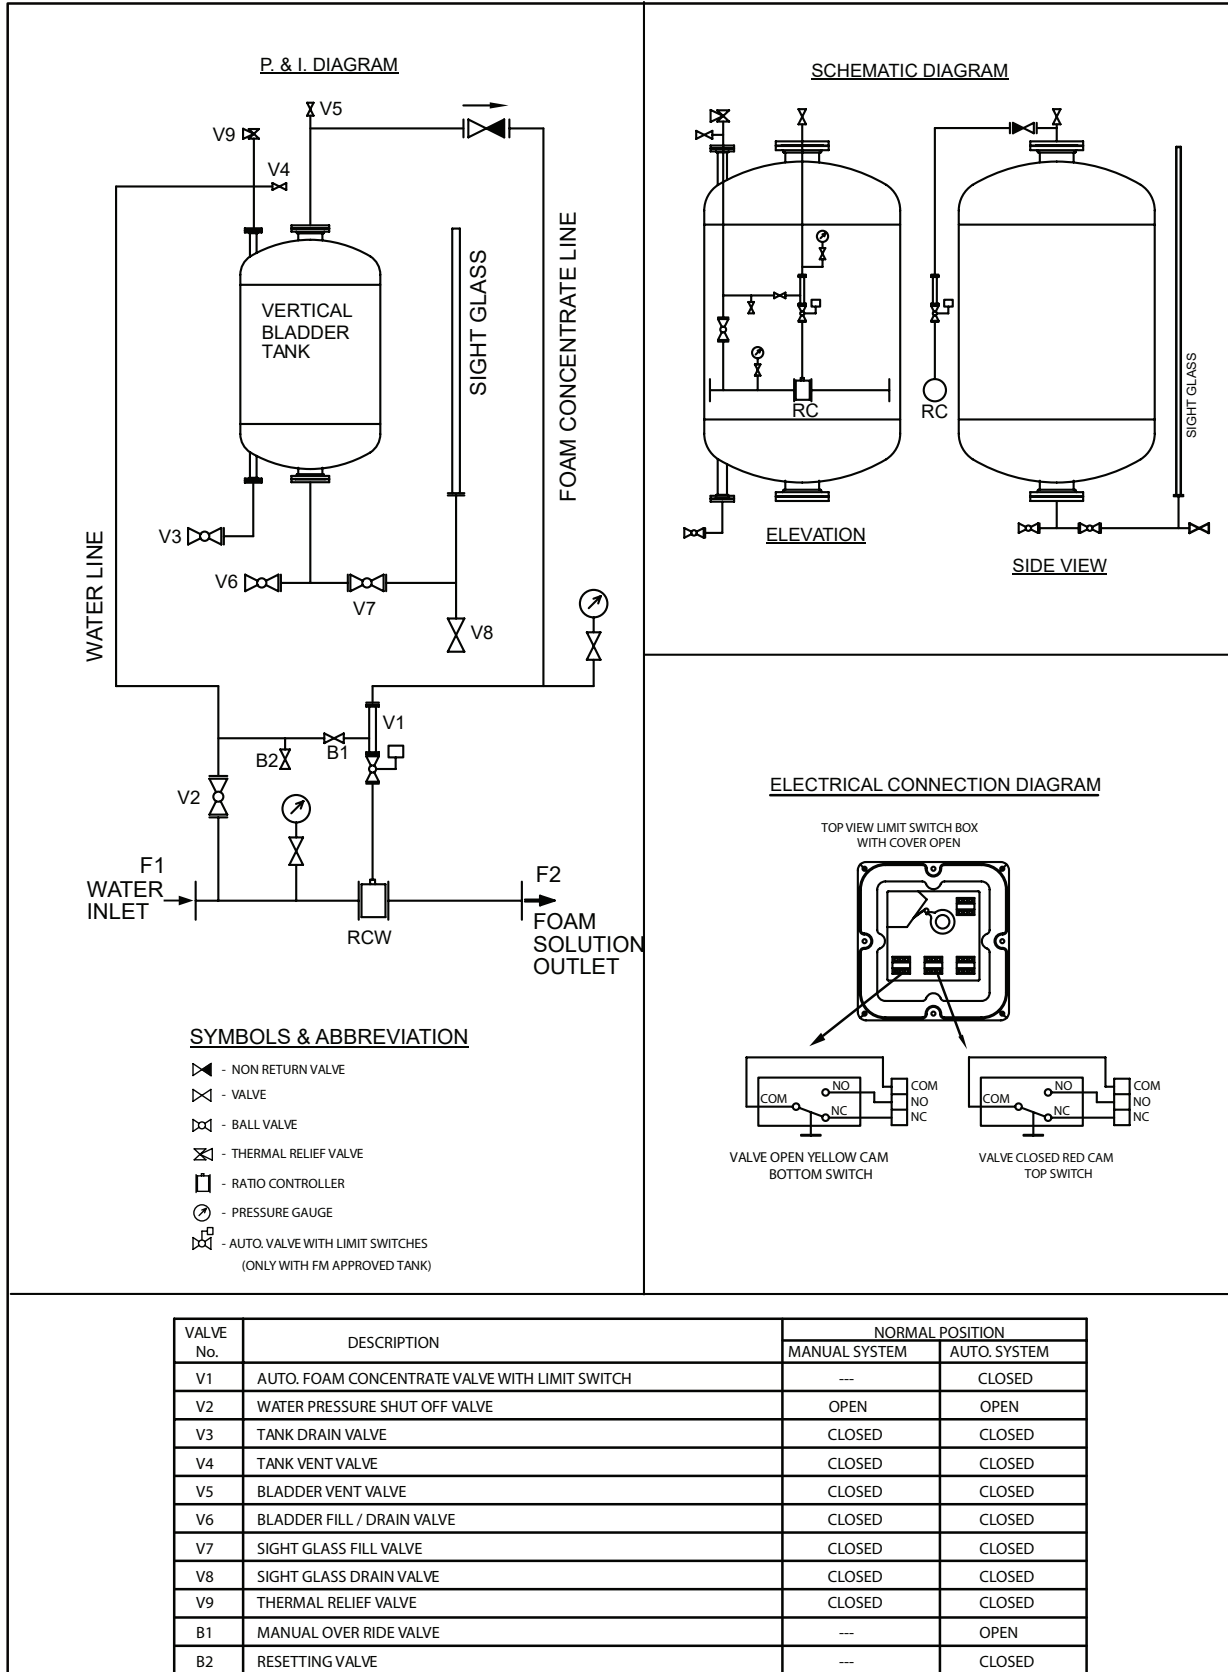 P. & I. DIAGRAM
V5
V9
V4
VERTICAL
BLADDER
TANK
SIGHT GLASS
FOAM CONCENTRATE LINE
WATER LINE
V3
V6
V7
V8
V1
B2
B1
V2
F1
WATER
INLET
RCW
F2
FOAM
SOLUTION
OUTLET
SYMBOLS & ABBREVIATION
- NON RETURN VALVE
- VALVE
- BALL VALVE
- THERMAL RELIEF VALVE
- RATIO CONTROLLER
- PRESSURE GAUGE
- AUTO. VALVE WITH LIMIT SWITCHES
(ONLY WITH FM APPROVED TANK)
SCHEMATIC DIAGRAM
RC
RC
SIGHT GLASS
ELEVATION
SIDE VIEW
ELECTRICAL CONNECTION DIAGRAM
TOP VIEW LIMIT SWITCH BOX
WITH COVER OPEN
COM
NO
NC
COM
NO
NC
VALVE OPEN YELLOW CAM
BOTTOM SWITCH
COM
NO
NC
COM
NO
NC
VALVE CLOSED RED CAM
TOP SWITCH
VALVE No. DESCRIPTION NORMAL POSITION
MANUAL SYSTEM AUTO. SYSTEM
V1 AUTO. FOAM CONCENTRATE VALVE WITH LIMIT SWITCH --- CLOSED
V2 WATER PRESSURE SHUT OFF VALVE OPEN OPEN
V3 TANK DRAIN VALVE CLOSED CLOSED
V4 TANK VENT VALVE CLOSED CLOSED
V5 BLADDER VENT VALVE CLOSED CLOSED
V6 BLADDER FILL / DRAIN VALVE CLOSED CLOSED
V7 SIGHT GLASS FILL VALVE CLOSED CLOSED
V8 SIGHT GLASS DRAIN VALVE CLOSED CLOSED
V9 THERMAL RELIEF VALVE CLOSED CLOSED
B1 MANUAL OVER RIDE VALVE --- OPEN
B2 RESETTING VALVE --- CLOSED